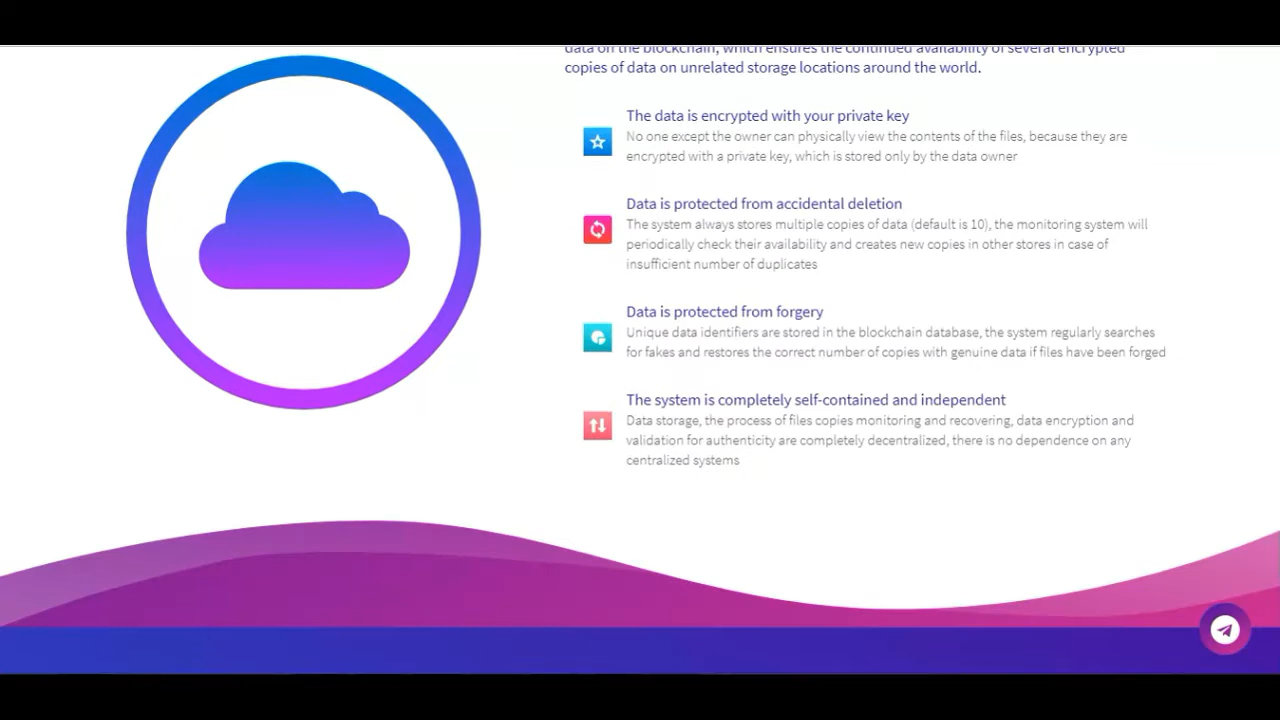 data on the blockchain, which ensures the continued availability of several encrypted
copies of data on unrelated storage locations around the world.
The data is encrypted with your private key
No one except the owner can physically view the contents of the files, because they are
encrypted with a private key, which is stored only by the data owner
Data is protected from accidental deletion
The system always stores multiple copies of data (default is 10), the monitoring system will
periodically check their availability and creates new copies in other stores in case of
insufficient number of duplicates
Data is protected from forgery
Unique data identifiers are stored in the blockchain database, the system regularly searches
for fakes and restores the correct number of copies with genuine data if files have been forged
The system is completely self-contained and independent
Data storage, the process of files copies monitoring and recovering, data encryption and
validation for authenticity are completely decentralized, there is no dependence on any
centralized systems